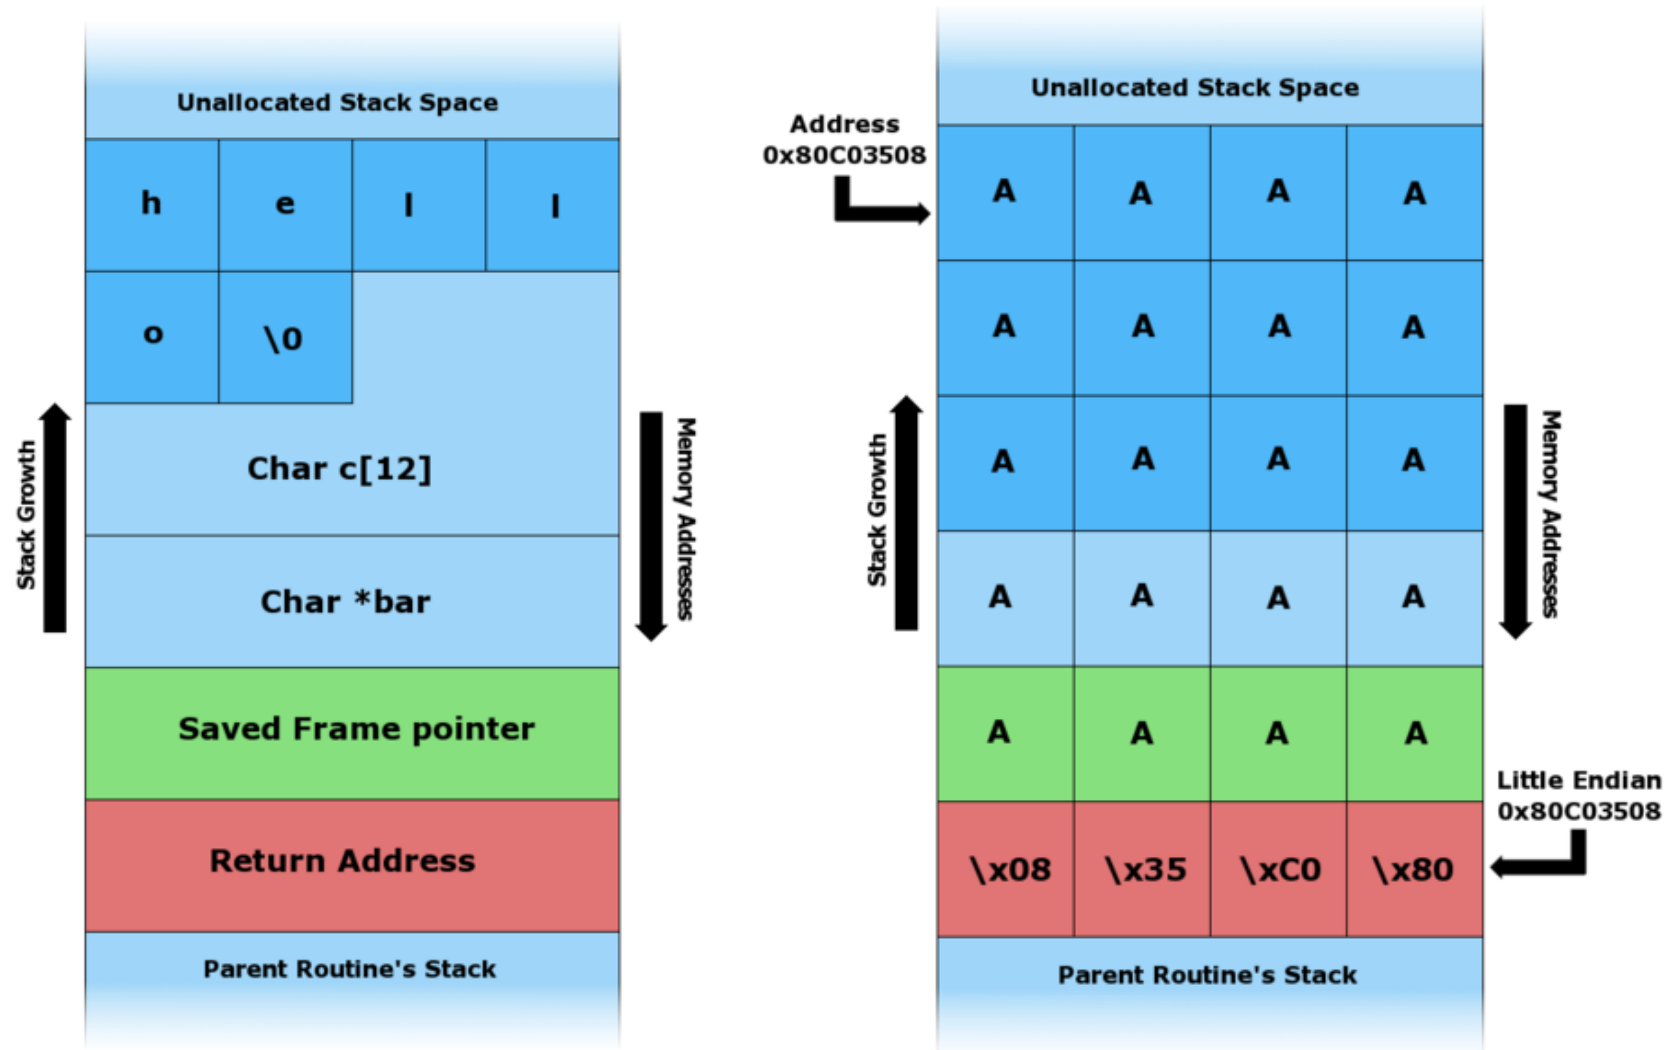 Unallocated Stack Space
h e l l
o \0
Char c[12]
Char *bar
Saved Frame pointer
Return Address
Parent Routine's Stack
Stack Growth
Memory Addresses
Unallocated Stack Space
Address
0x80C03508
A A A A
A A A A
A A A A
A A A A
A A A A
\x08 \x35 \xC0 \x80
Parent Routine's Stack
Stack Growth
Memory Addresses
Little Endian
0x80C03508